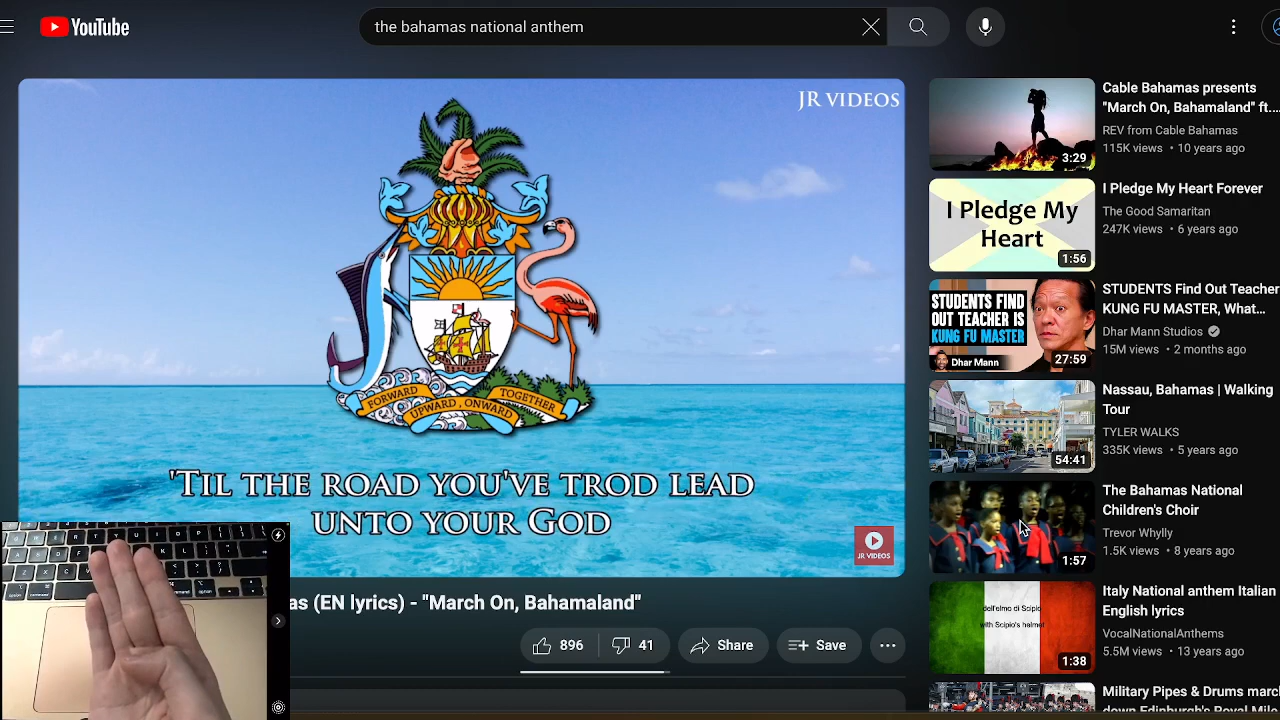 YouTube
the bahamas national anthem
JR VIDEOS
FORWARD
UPWARD, ONWARD
TOGETHER
'TIL THE ROAD YOU'VE TROD LEAD
UNTO YOUR GOD
JR VIDEOS
as (EN lyrics) - "March On, Bahamaland"
896
41
Share
Save
Cable Bahamas presents
"March On, Bahamaland" ft....
REV from Cable Bahamas
115K views • 10 years ago
3:29
I Pledge My
Heart
1:56
I Pledge My Heart Forever
The Good Samaritan
247K views • 6 years ago
STUDENTS FIND
OUT TEACHER IS
KUNG FU MASTER
Dhar Mann
27:59
STUDENTS Find Out Teacher
KUNG FU MASTER, What...
Dhar Mann Studios
15M views • 2 months ago
54:41
Nassau, Bahamas | Walking
Tour
TYLER WALKS
335K views • 5 years ago
1:57
The Bahamas National
Children's Choir
Trevor Whylly
1.5K views • 8 years ago
dell'elmo di Scipio
with Scipio's helmet
1:38
Italy National anthem Italian
English lyrics
VocalNationalAnthems
5.5M views • 13 years ago
Military Pipes & Drums marc
down Edinburgh's Royal Mile